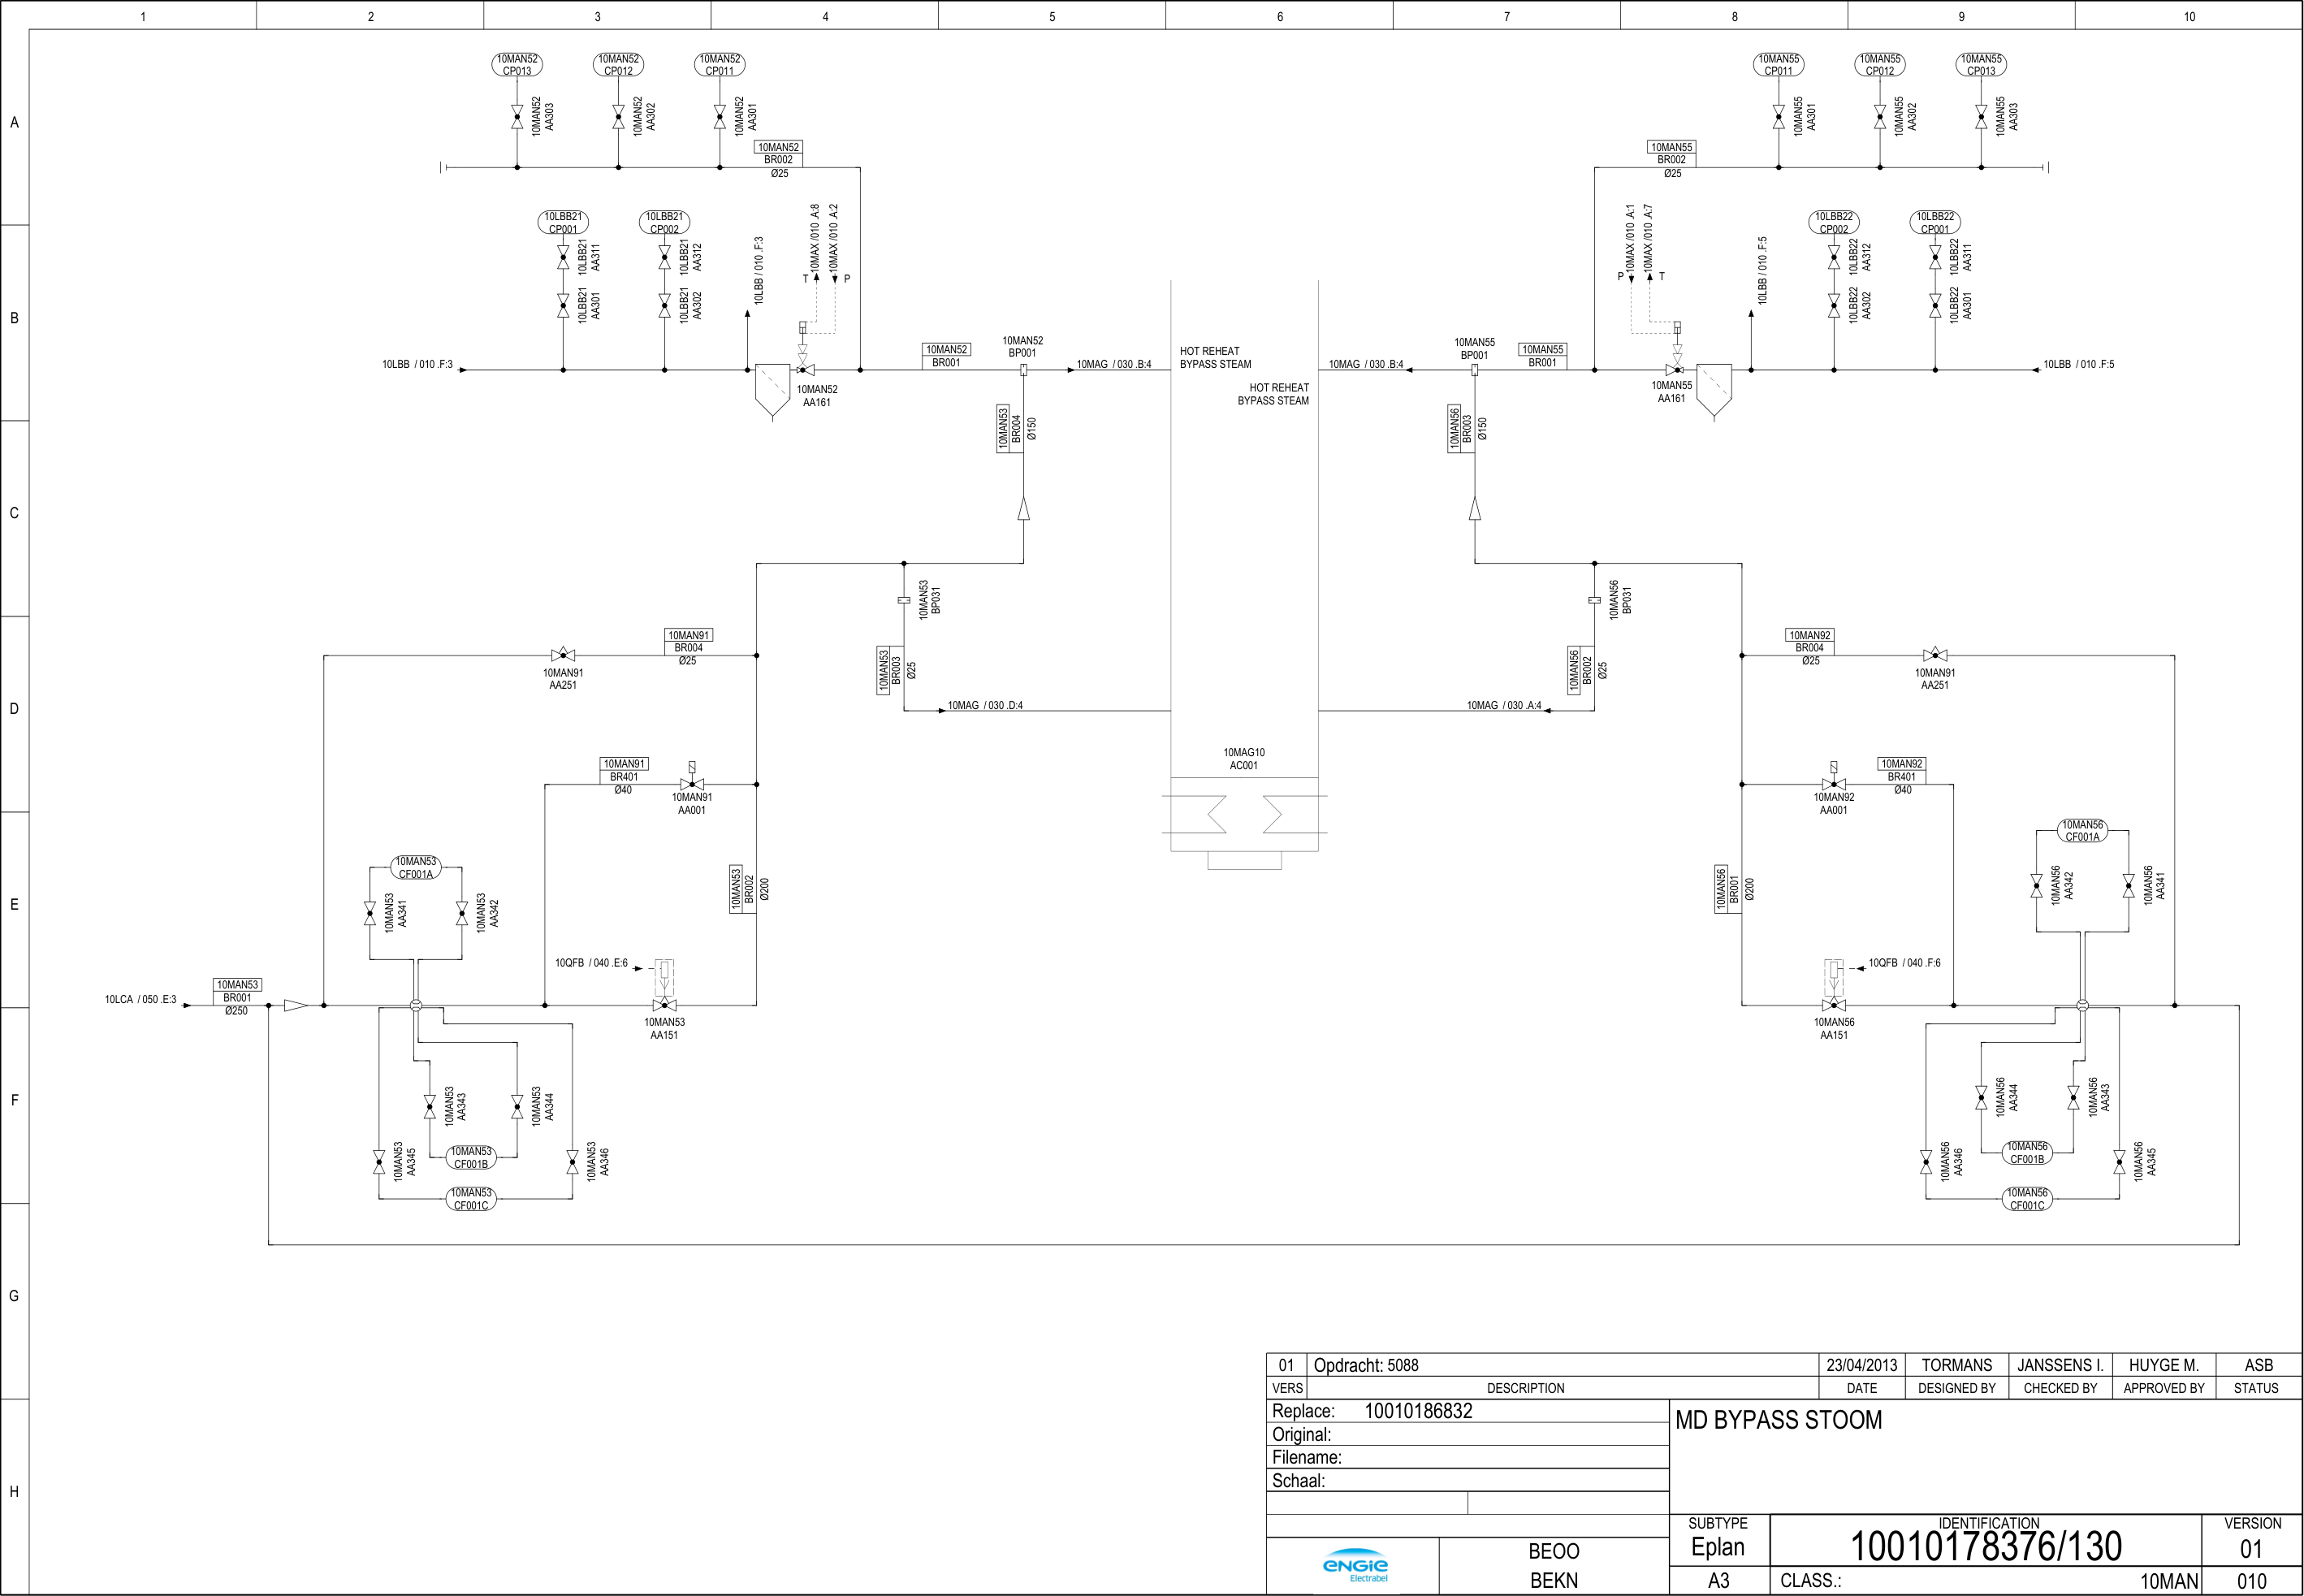 1 2 3 4 5 6 7 8 9 10
A
B
C
D
E
F
G
H
10MAN52
CP013
10MAN52
CP012
10MAN52
CP011
10MAN52
AA303
10MAN52
AA302
10MAN52
AA301
10MAN52
BR002
Ø25
10MAN55
CP011
10MAN55
CP012
10MAN55
CP013
10MAN55
AA301
10MAN55
AA302
10MAN55
AA303
10MAN55
BR002
Ø25
10LBB21
CP001
10LBB21
CP002
10LBB21
AA311
10LBB21
AA312
10LBB21
AA301
10LBB21
AA302
10LBB / 010 .F:3
10MAX /010 .A:8
10MAX /010 .A:2
T
P
10LBB / 010 .F:3
10MAN52
AA161
10MAN52
BR001
10MAN52
BP001
10MAG / 030 .B:4
HOT REHEAT
BYPASS STEAM
HOT REHEAT
BYPASS STEAM
10MAG / 030 .B:4
10MAN55
BP001
10MAN55
BR001
10MAX /010 .A:1
10MAX /010 .A:7
P
T
10MAN55
AA161
10LBB / 010 .F:5
10LBB22
CP002
10LBB22
CP001
10LBB22
AA312
10LBB22
AA311
10LBB22
AA302
10LBB22
AA301
10LBB / 010 .F:5
10MAN53
BR004
Ø150
10MAN56
BR003
Ø150
10MAN53
BP031
10MAN56
BP031
10MAN91
BR004
Ø25
10MAN91
AA251
10MAN53
BR003
Ø25
10MAG / 030 .D:4
10MAN56
BR002
Ø25
10MAG / 030 .A:4
10MAN92
BR004
Ø25
10MAN91
AA251
10MAG10
AC001
10MAN91
BR401
Ø40
10MAN91
AA001
10MAN92
BR401
Ø40
10MAN92
AA001
10MAN53
CF001A
10MAN53
AA341
10MAN53
AA342
10MAN53
BR002
Ø200
10MAN56
BR001
Ø200
10MAN56
CF001A
10MAN56
AA342
10MAN56
AA341
10QFB / 040 .E:6
10QFB / 040 .F:6
10LCA / 050 .E:3
10MAN53
BR001
Ø250
10MAN53
AA151
10MAN56
AA151
10MAN53
AA343
10MAN53
AA344
10MAN53
AA345
10MAN53
AA346
10MAN53
CF001B
10MAN53
CF001C
10MAN56
AA344
10MAN56
AA343
10MAN56
AA346
10MAN56
AA345
10MAN56
CF001B
10MAN56
CF001C
01 Opdracht: 5088 23/04/2013 TORMANS JANSSENS I. HUYGE M. ASB
VERS DESCRIPTION DATE DESIGNED BY CHECKED BY APPROVED BY STATUS
Replace: 10010186832
Original:
Filename:
Schaal:
MD BYPASS STOOM
SUBTYPE
Eplan
IDENTIFICATION
10010178376/130
VERSION
01
ENGIE
Electrabel
BEOO
BEKN
A3
CLASS.:
10MAN
010